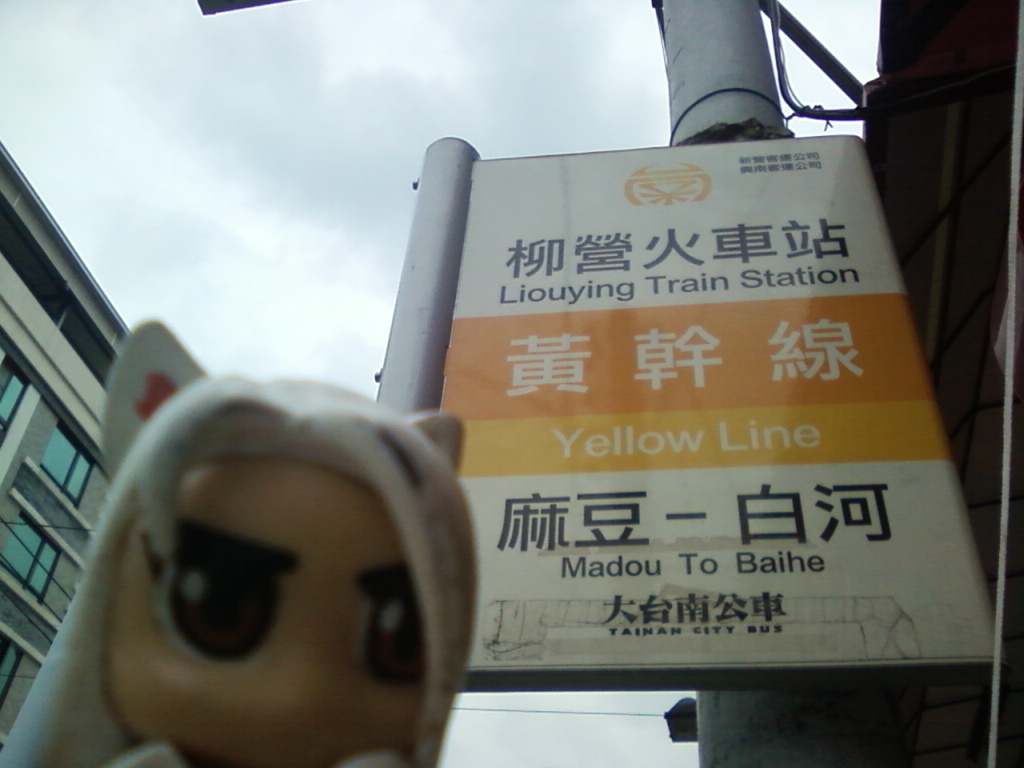 新營客運公司
興南客運公司
柳營火車站
Liouying Train Station
黃幹線
Yellow Line
麻豆－白河
Madou To Baihe
大台南公車
TAINAN CITY BUS